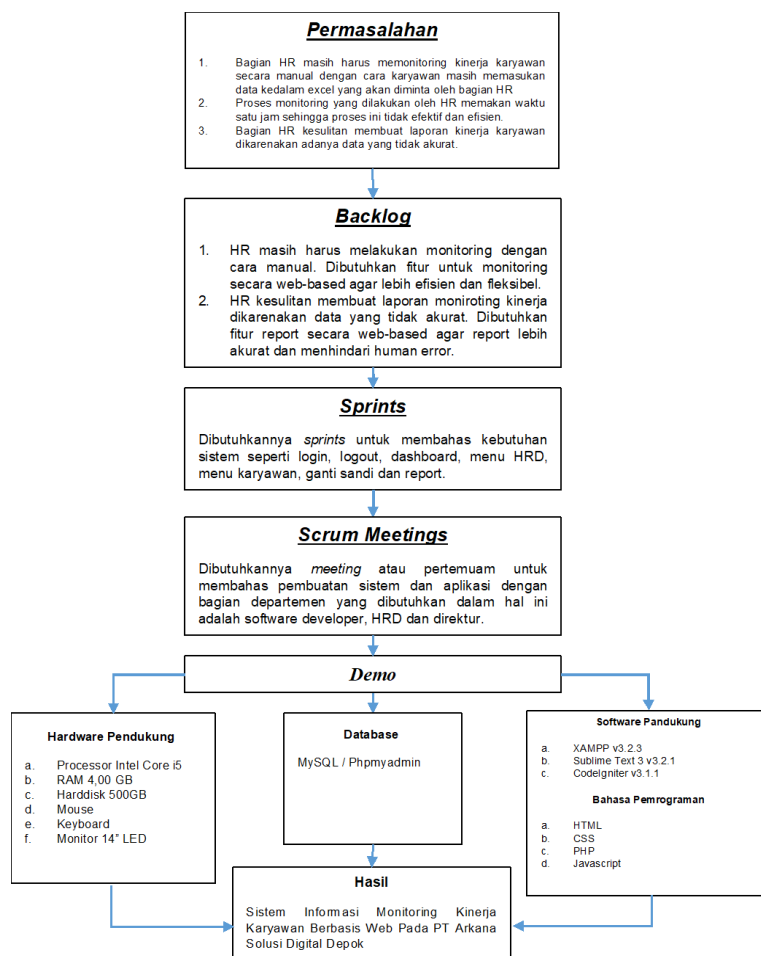 Permasalahan
1. Bagian HR masih harus memonitoring kinerja karyawan
secara manual dengan cara karyawan masih memasukan
data kedalam excel yang akan diminta oleh bagian HR
2. Proses monitoring yang dilakukan oleh HR memakan waktu
satu jam sehingga proses ini tidak efektif dan efisien.
3. Bagian HR kesulitan membuat laporan kinerja karyawan
dikarenakan adanya data yang tidak akurat.
Backlog
1. HR masih harus melakukan monitoring dengan
cara manual. Dibutuhkan fitur untuk monitoring
secara web-based agar lebih efisien dan fleksibel.
2. HR kesulitan membuat laporan moniroting kinerja
dikarenakan data yang tidak akurat. Dibutuhkan
fitur report secara web-based agar report lebih
akurat dan menhindari human error.
Sprints
Dibutuhkannya sprints untuk membahas kebutuhan
sistem seperti login, logout, dashboard, menu HRD,
menu karyawan, ganti sandi dan report.
Scrum Meetings
Dibutuhkannya meeting atau pertemuam untuk
membahas pembuatan sistem dan aplikasi dengan
bagian departemen yang dibutuhkan dalam hal ini
adalah software developer, HRD dan direktur.
Demo
Hardware Pendukung
a. Processor Intel Core i5
b. RAM 4,00 GB
c. Harddisk 500GB
d. Mouse
e. Keyboard
f. Monitor 14” LED
Database
MySQL / Phpmyadmin
Software Pandukung
a. XAMPP v3.2.3
b. Sublime Text 3 v3.2.1
c. CodeIgniter v3.1.1
Bahasa Pemrograman
a. HTML
b. CSS
c. PHP
d. Javascript
Hasil
Sistem Informasi Monitoring Kinerja
Karyawan Berbasis Web Pada PT Arkana
Solusi Digital Depok